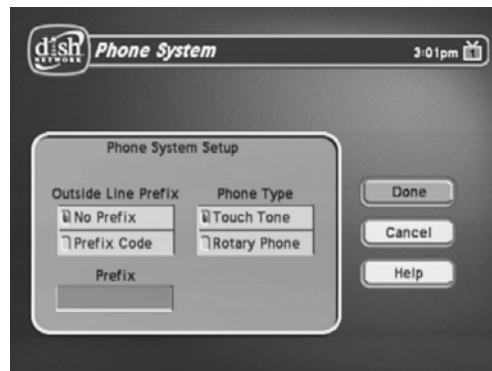 dish
NETWORK
Phone System
3:01pm
Phone System Setup
Outside Line Prefix
No Prefix
Prefix Code
Prefix
Phone Type
Touch Tone
Rotary Phone
Done
Cancel
Help